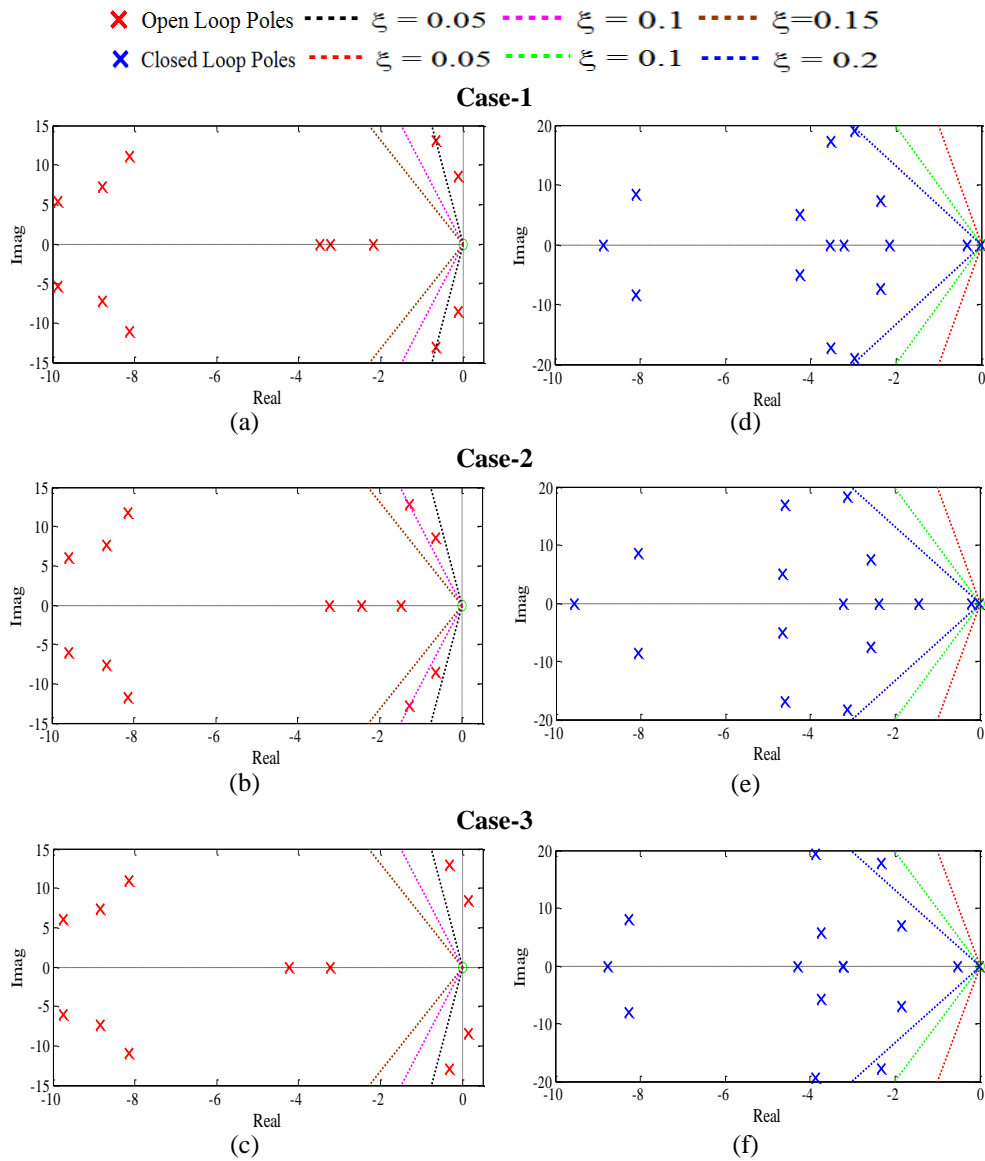 Open Loop Poles ξ = 0.05 ξ = 0.1 ξ=0.15
Closed Loop Poles ξ = 0.05 ξ = 0.1 ξ = 0.2
Case-1
15
10
5
0
-5
-10
-15
Imag
-10 -8 -6 -4 -2 0
Real
(a)
20
10
0
-10
-20
Imag
-10 -8 -6 -4 -2 0
Real
(d)
Case-2
15
10
5
0
-5
-10
-15
Imag
-10 -8 -6 -4 -2 0
Real
(b)
20
10
0
-10
-20
Imag
-10 -8 -6 -4 -2 0
Real
(e)
Case-3
15
10
5
0
-5
-10
-15
Imag
-10 -8 -6 -4 -2 0
Real
(c)
20
10
0
-10
-20
Imag
-10 -8 -6 -4 -2 0
Real
(f)